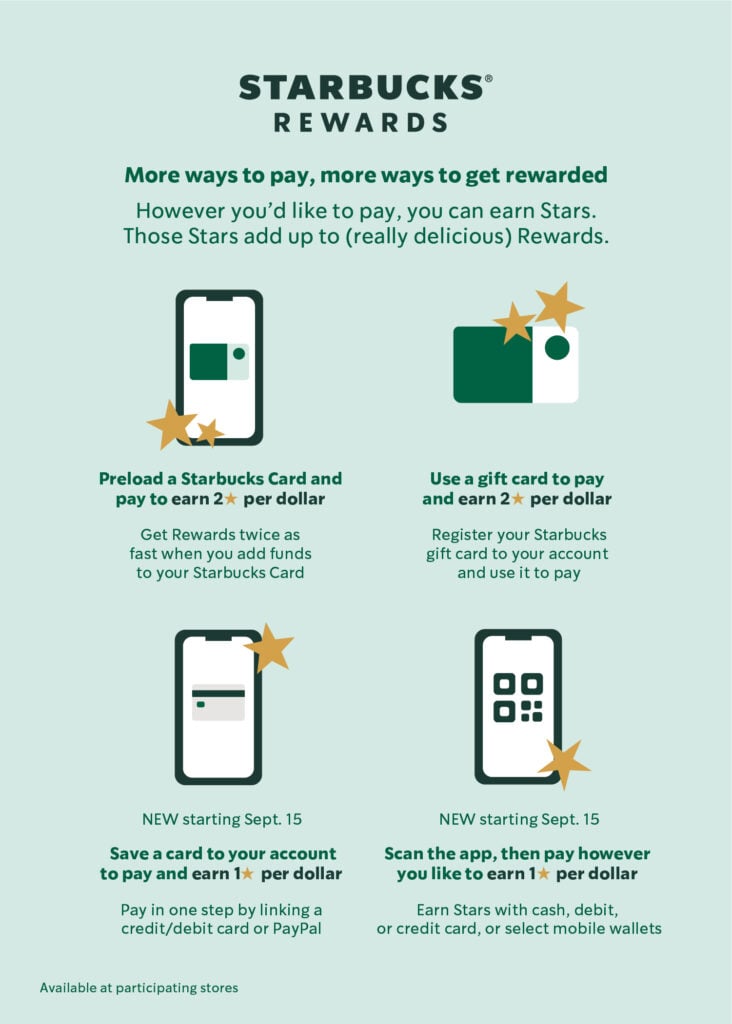 STARBUCKS®
REWARDS
More ways to pay, more ways to get rewarded
However you’d like to pay, you can earn Stars.
Those Stars add up to (really delicious) Rewards.
Preload a Starbucks Card and
pay to earn 2★ per dollar
Get Rewards twice as
fast when you add funds
to your Starbucks Card
Use a gift card to pay
and earn 2★ per dollar
Register your Starbucks
gift card to your account
and use it to pay
NEW starting Sept. 15
Save a card to your account
to pay and earn 1★ per dollar
Pay in one step by linking a
credit/debit card or PayPal
NEW starting Sept. 15
Scan the app, then pay however
you like to earn 1★ per dollar
Earn Stars with cash, debit,
or credit card, or select mobile wallets
Available at participating stores